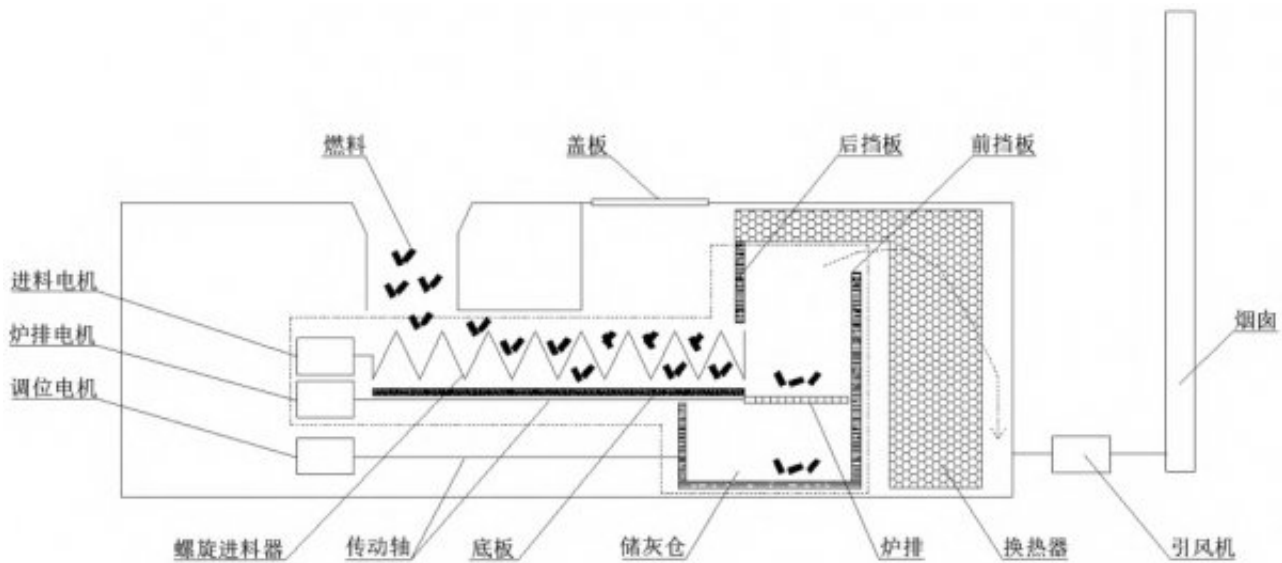 燃料
盖板
后挡板
前挡板
进料电机
炉排电机
调位电机
烟囱
螺旋进料器
传动轴
底板
储灰仓
炉排
换热器
引风机